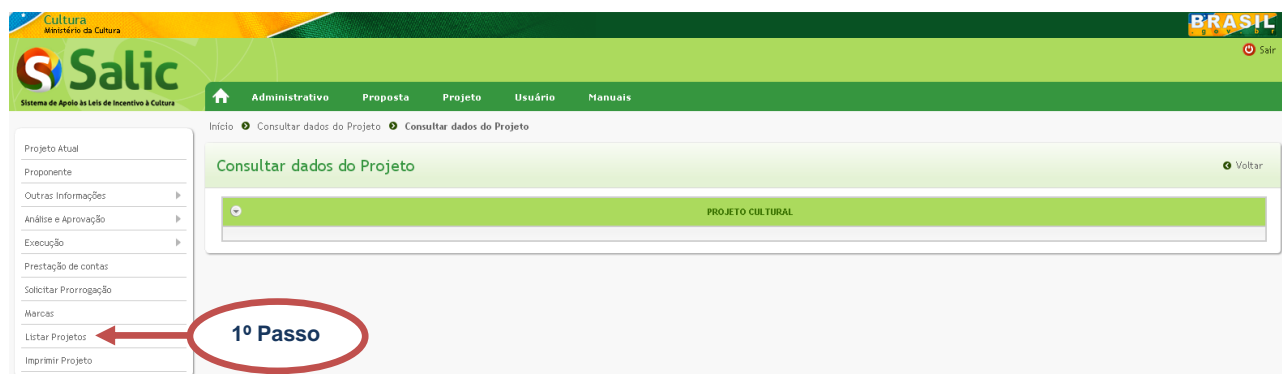 Cultura
Ministério da Cultura
BRASIL
.gov.br
Salic
Sistema de Apoio às Leis de Incentivo à Cultura
Sair
Administrativo Proposta Projeto Usuário Manuais
Início Consultar dados do Projeto Consultar dados do Projeto
Projeto Atual
Proponente
Outras Informações
Análise e Aprovação
Execução
Prestação de contas
Solicitar Prorrogação
Marcas
Listar Projetos
Imprimir Projeto
Consultar dados do Projeto
Voltar
PROJETO CULTURAL
1º Passo